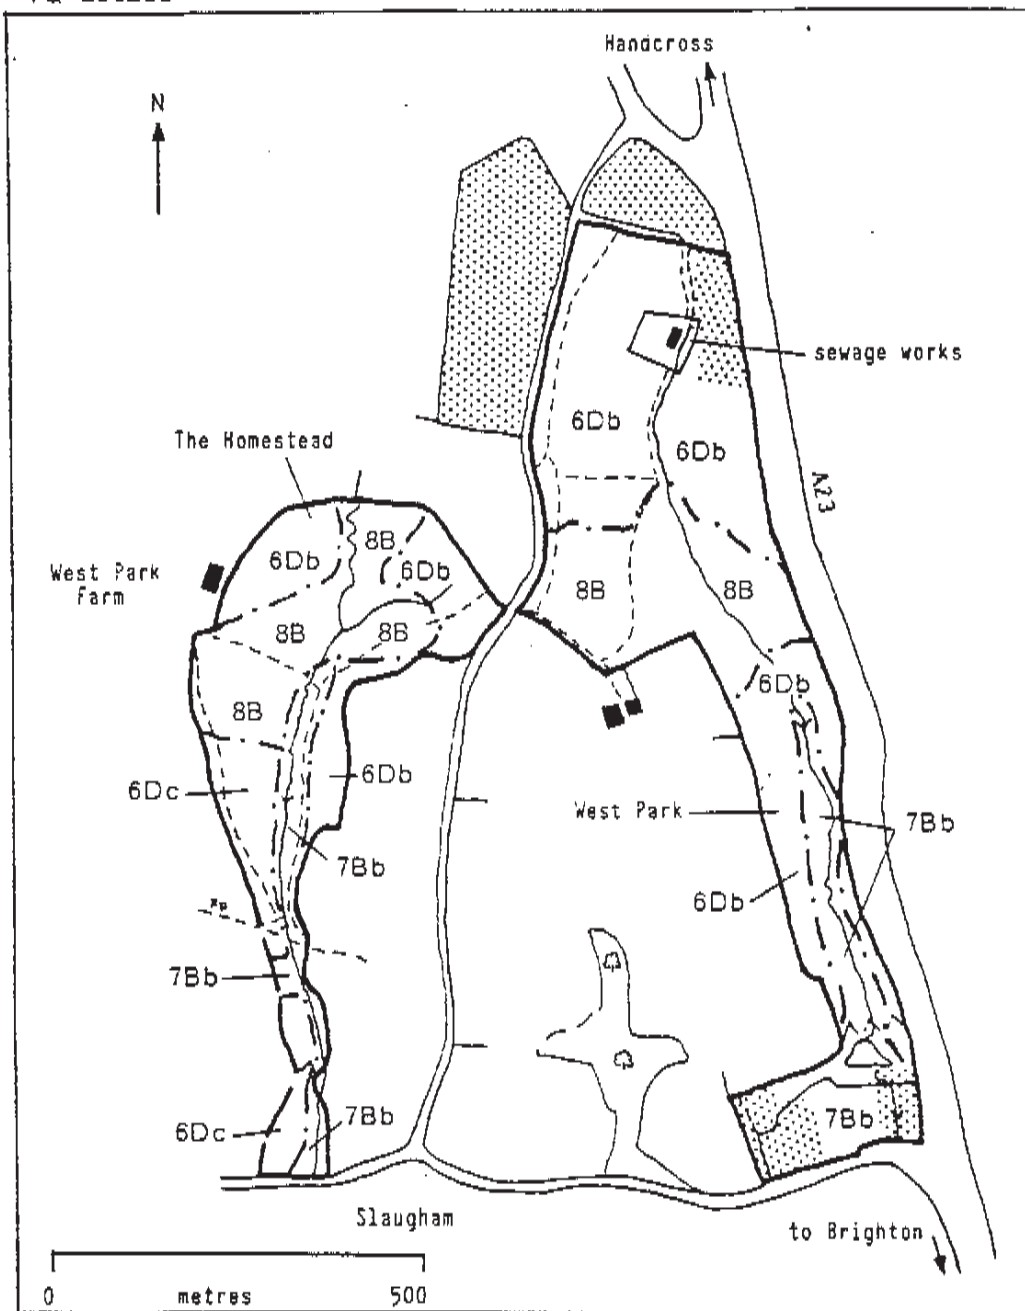 Handcross
N
sewage works
6Db
The Homestead
6Db
A23
8B
6Db
6Db
West Park
Farm
8B
8B
8B
8B
6Db
8B
6Db
6Dc
West Park
7Bb
7Bb
6Db
7Bb
6Dc
7Bb
7Bb
Slaugham
to Brighton
0 metres 500